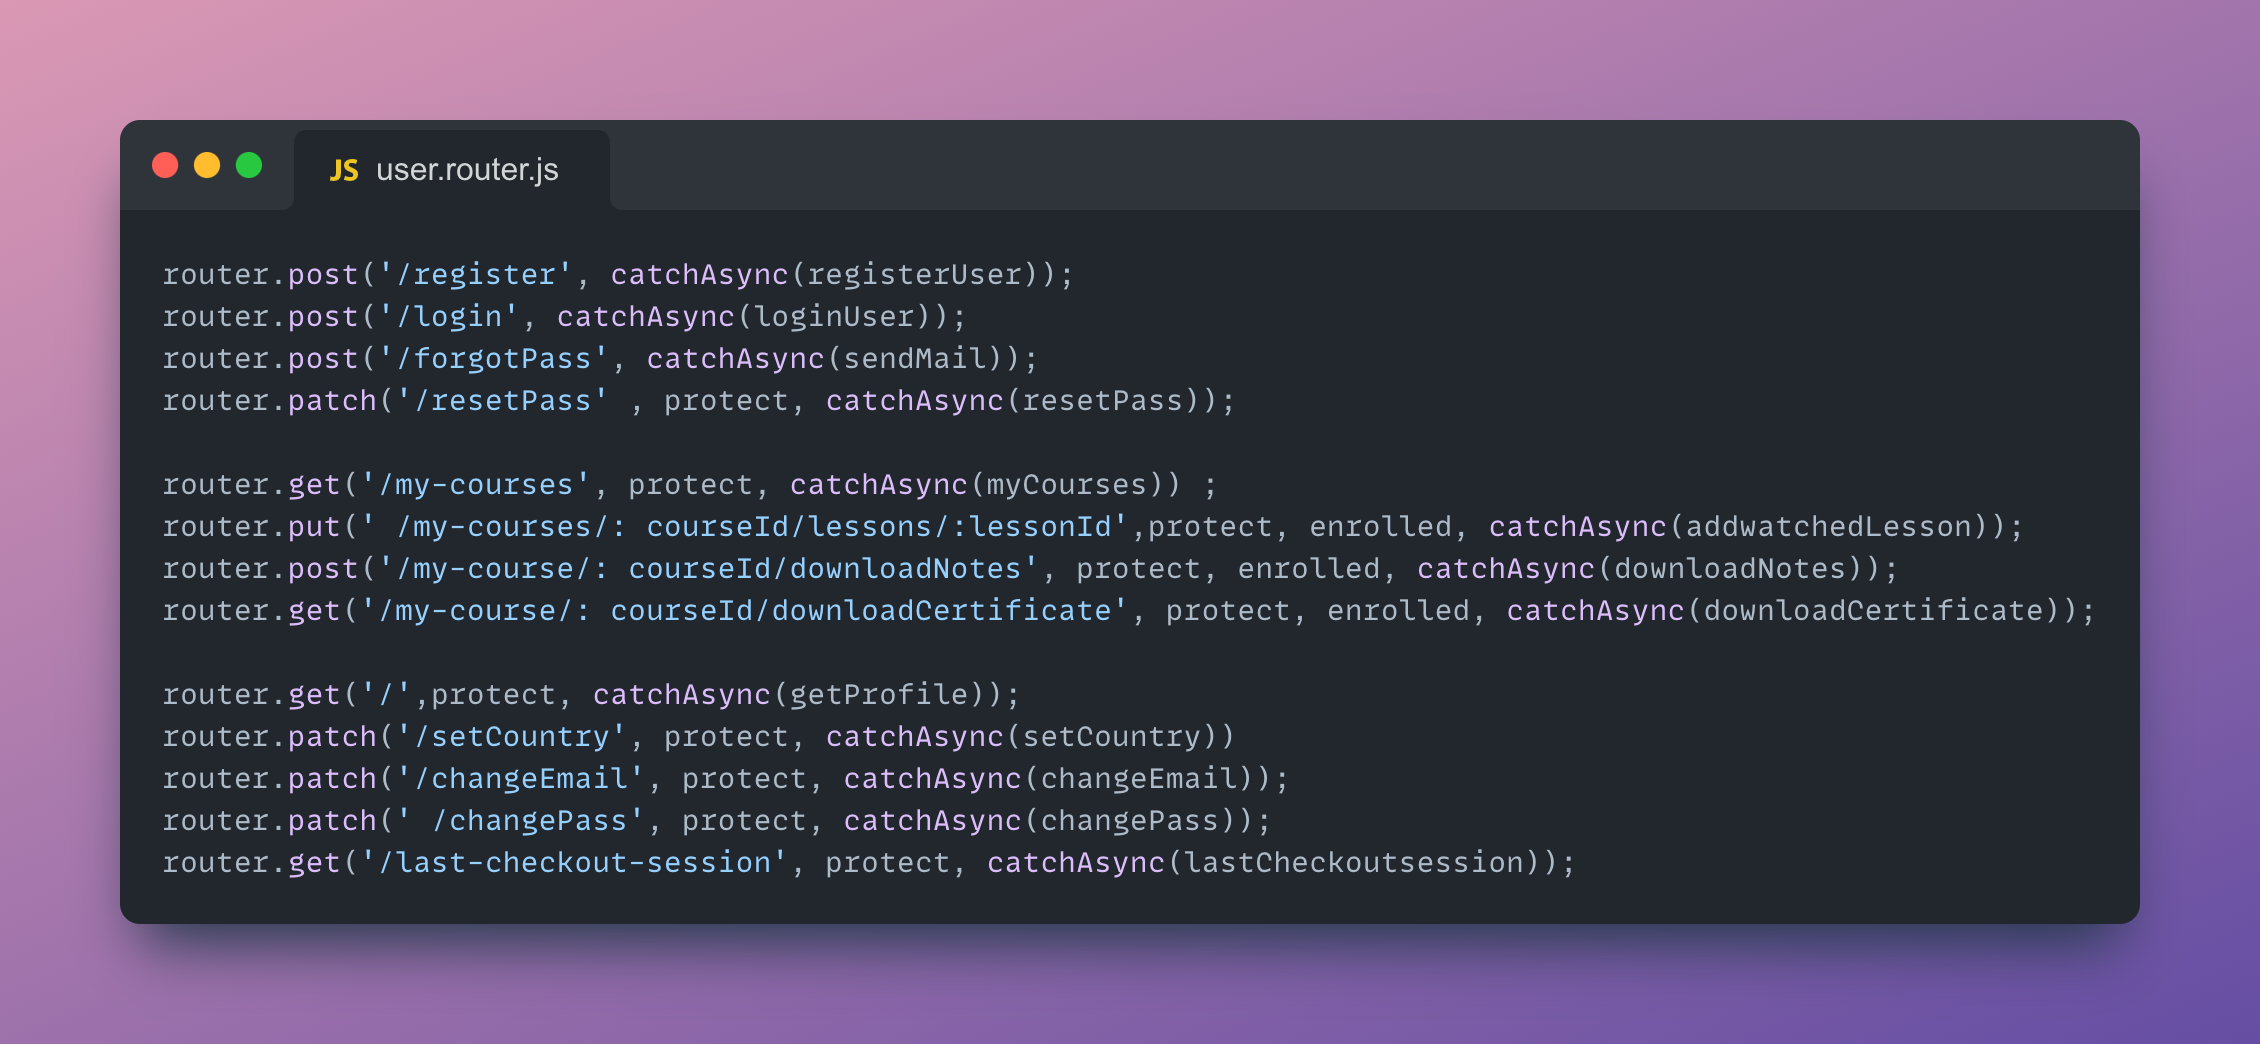 JS user.router.js
router.post('/register', catchAsync(registerUser));
router.post('/login', catchAsync(loginUser));
router.post('/forgotPass', catchAsync(sendMail));
router.patch('/resetPass' , protect, catchAsync(resetPass));
router.get('/my-courses', protect, catchAsync(myCourses)) ;
router.put(' /my-courses/: courseId/lessons/:lessonId',protect, enrolled, catchAsync(addwatchedLesson));
router.post('/my-course/: courseId/downloadNotes', protect, enrolled, catchAsync(downloadNotes));
router.get('/my-course/: courseId/downloadCertificate', protect, enrolled, catchAsync(downloadCertificate));
router.get('/',protect, catchAsync(getProfile));
router.patch('/setCountry', protect, catchAsync(setCountry))
router.patch('/changeEmail', protect, catchAsync(changeEmail));
router.patch(' /changePass', protect, catchAsync(changePass));
router.get('/last-checkout-session', protect, catchAsync(lastCheckoutsession));